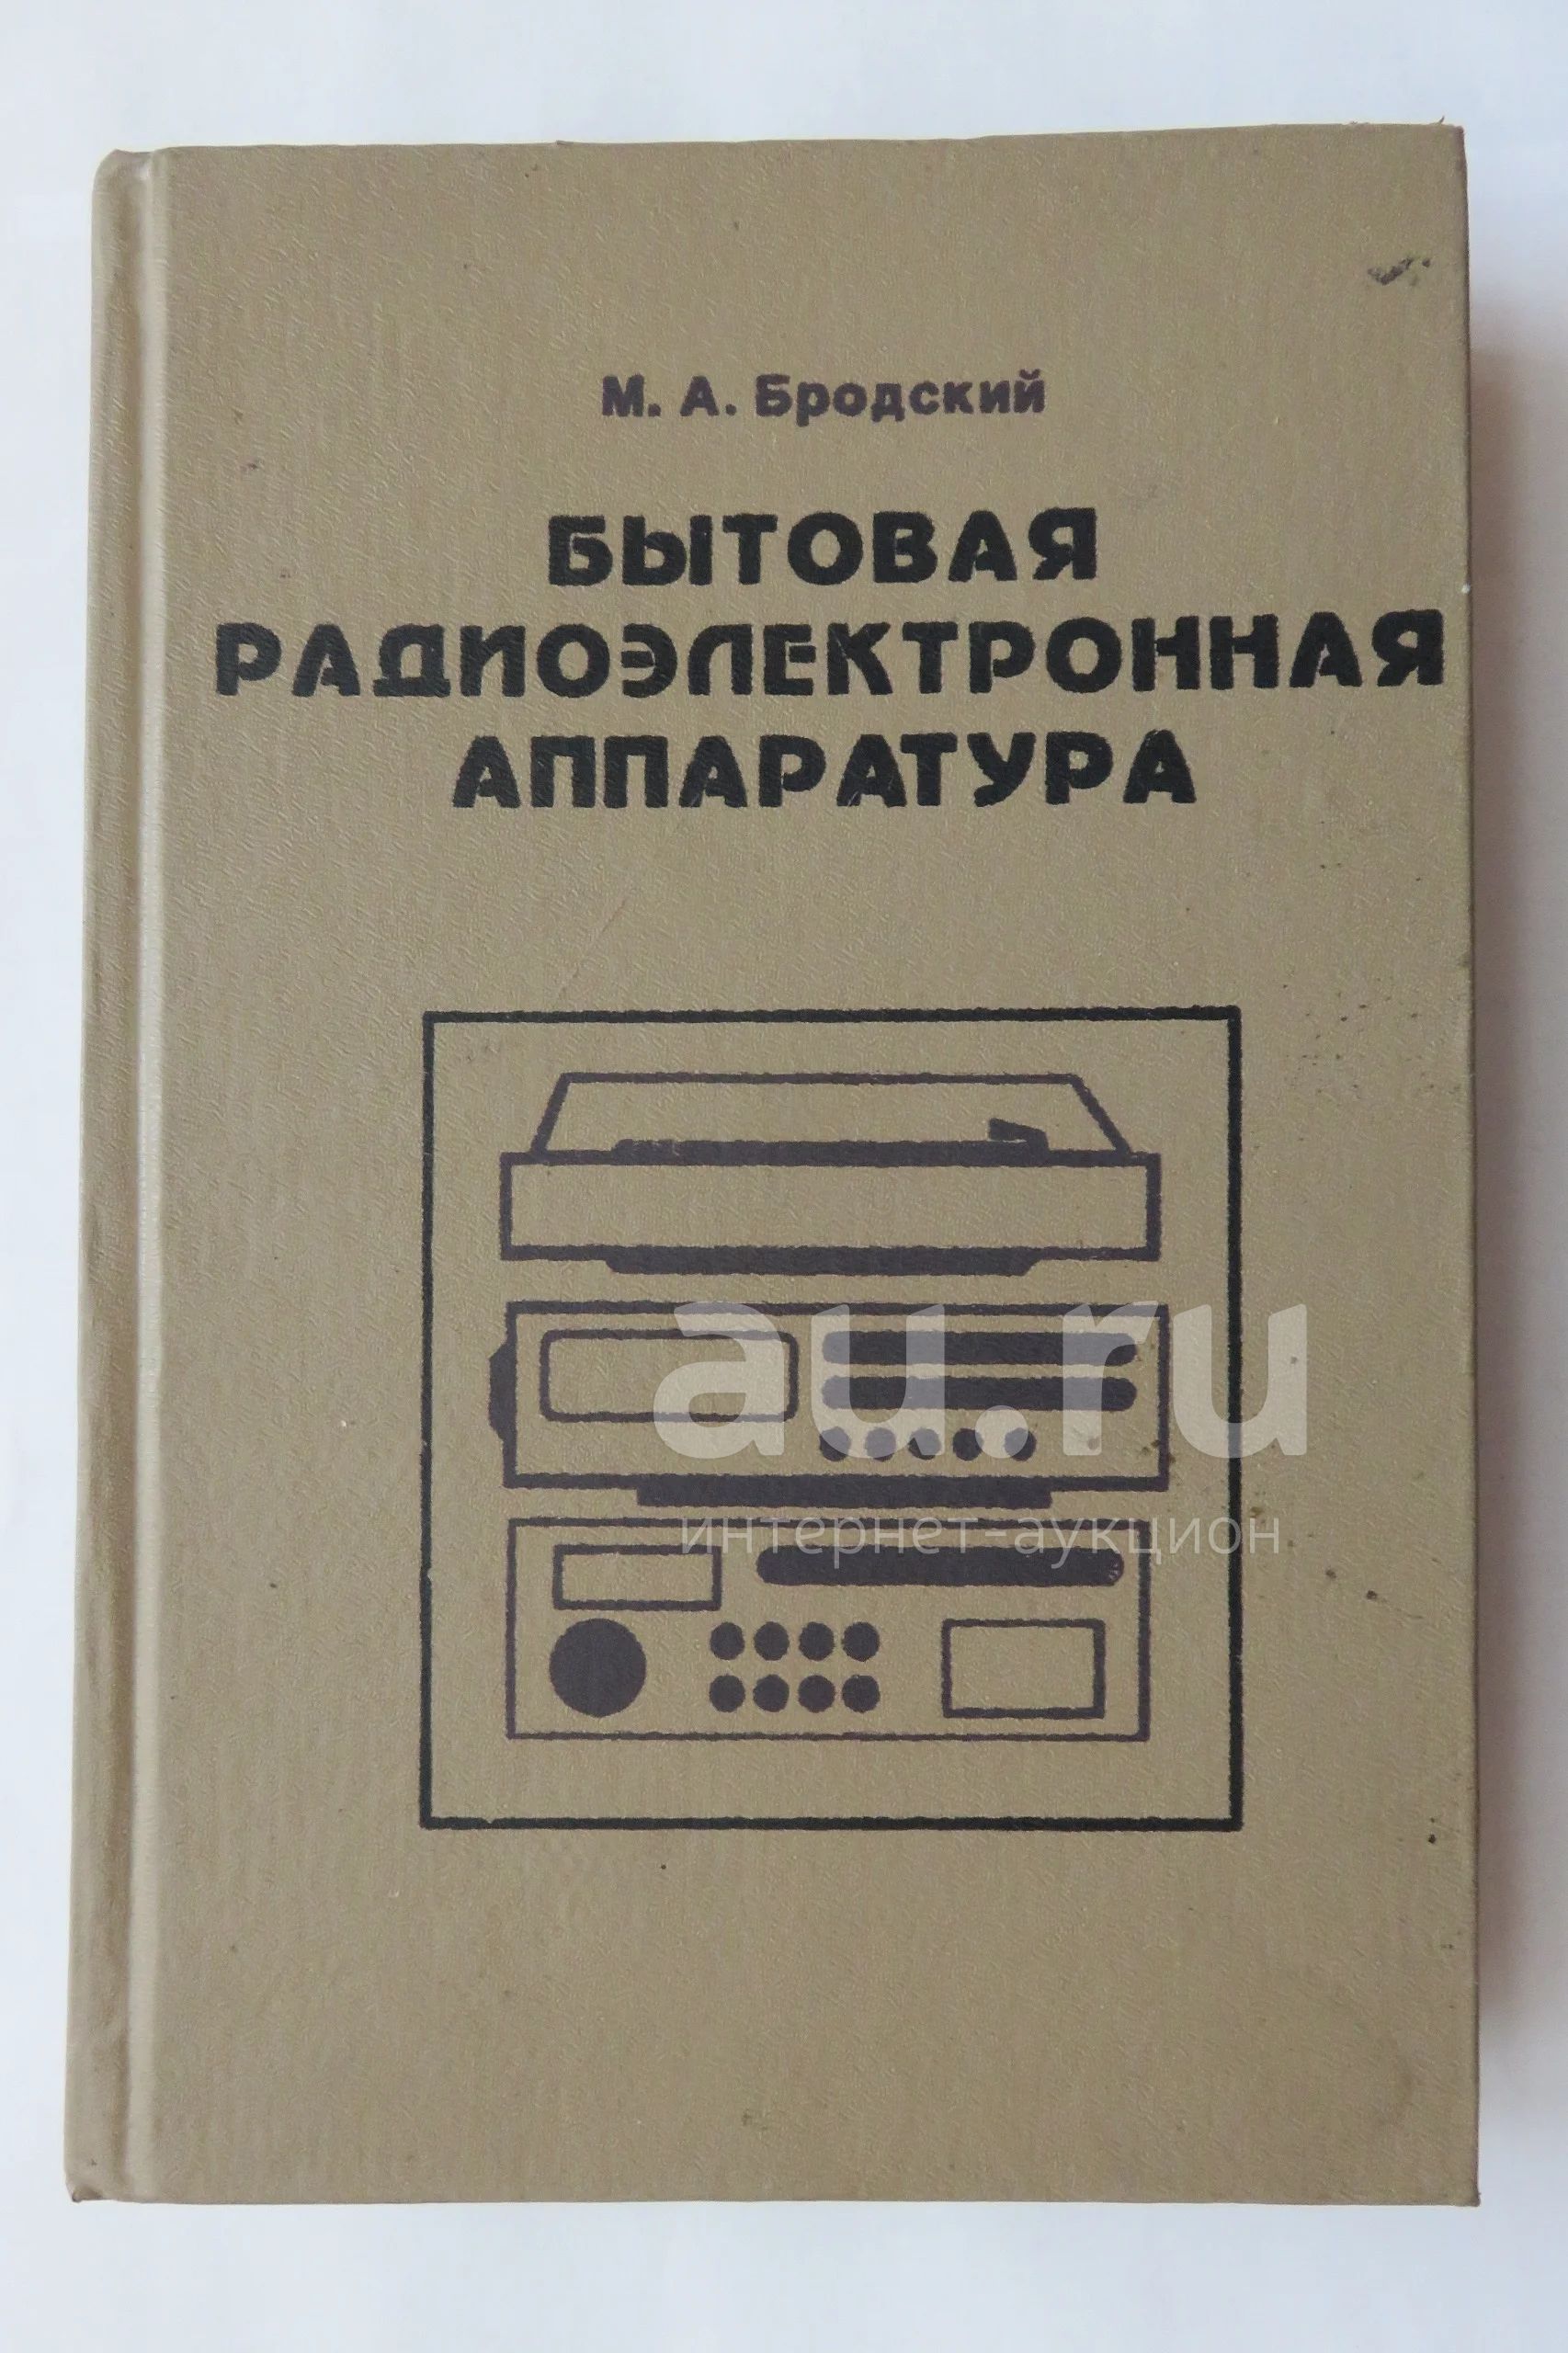 М. А. Бродский
БЫТОВАЯ
РАДИОЭЛЕКТРОННАЯ
АППАРАТУРА
au.ru
интернет-аукцион